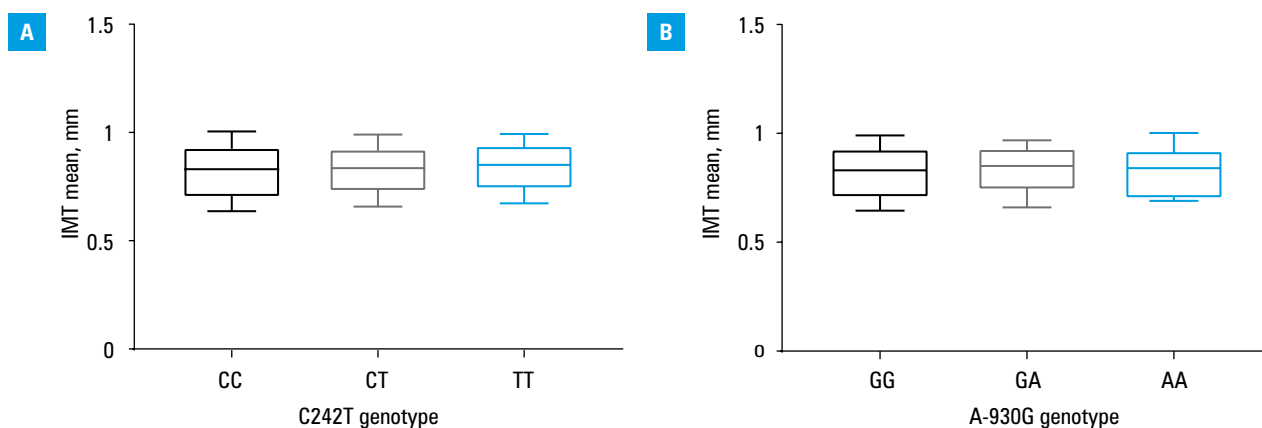 A
IMT mean, mm
1.5
1
0.5
0
CC CT TT
C242T genotype
B
IMT mean, mm
1.5
1
0.5
0
GG GA AA
A-930G genotype